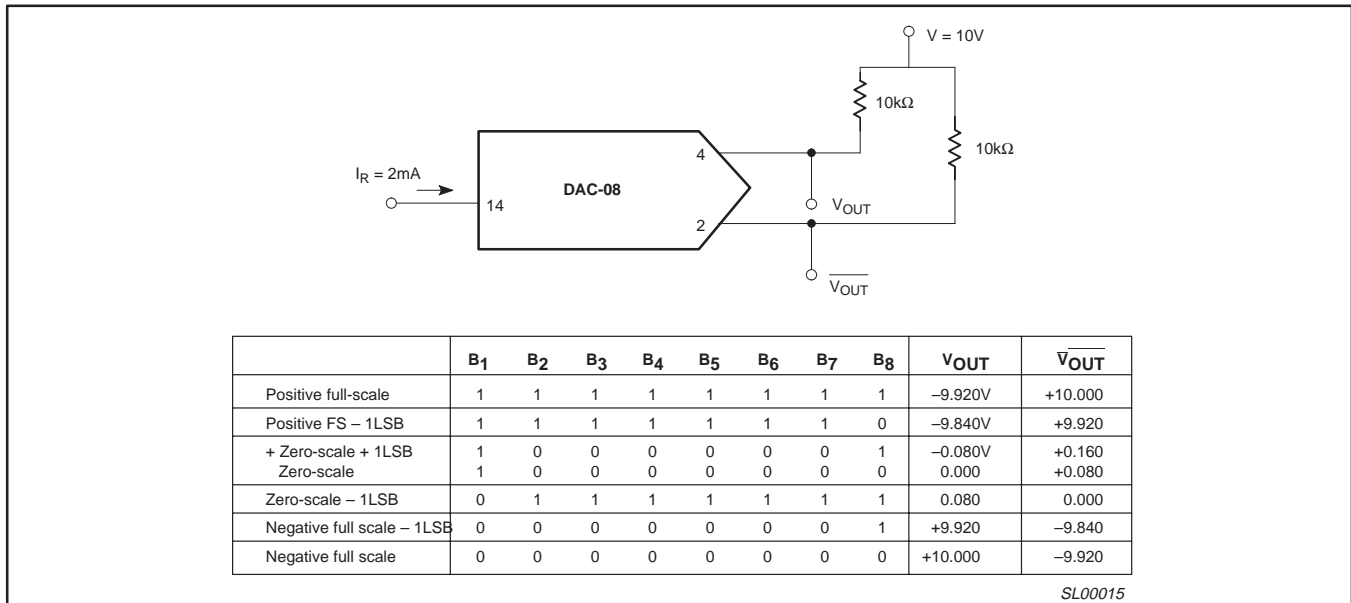 V = 10V
10kΩ
10kΩ
I_R = 2mA
4
DAC-08
14
2
V_OUT
V̅_O̅U̅T̅
B1 B2 B3 B4 B5 B6 B7 B8 VOUT V̅O̅U̅T̅
Positive full-scale 1 1 1 1 1 1 1 1 –9.920V +10.000
Positive FS – 1LSB 1 1 1 1 1 1 1 0 –9.840V +9.920
+ Zero-scale + 1LSB 1 0 0 0 0 0 0 1 –0.080V +0.160
Zero-scale 1 0 0 0 0 0 0 0 0.000 +0.080
Zero-scale – 1LSB 0 1 1 1 1 1 1 1 0.080 0.000
Negative full scale – 1LSB 0 0 0 0 0 0 0 1 +9.920 –9.840
Negative full scale 0 0 0 0 0 0 0 0 +10.000 –9.920
SL00015